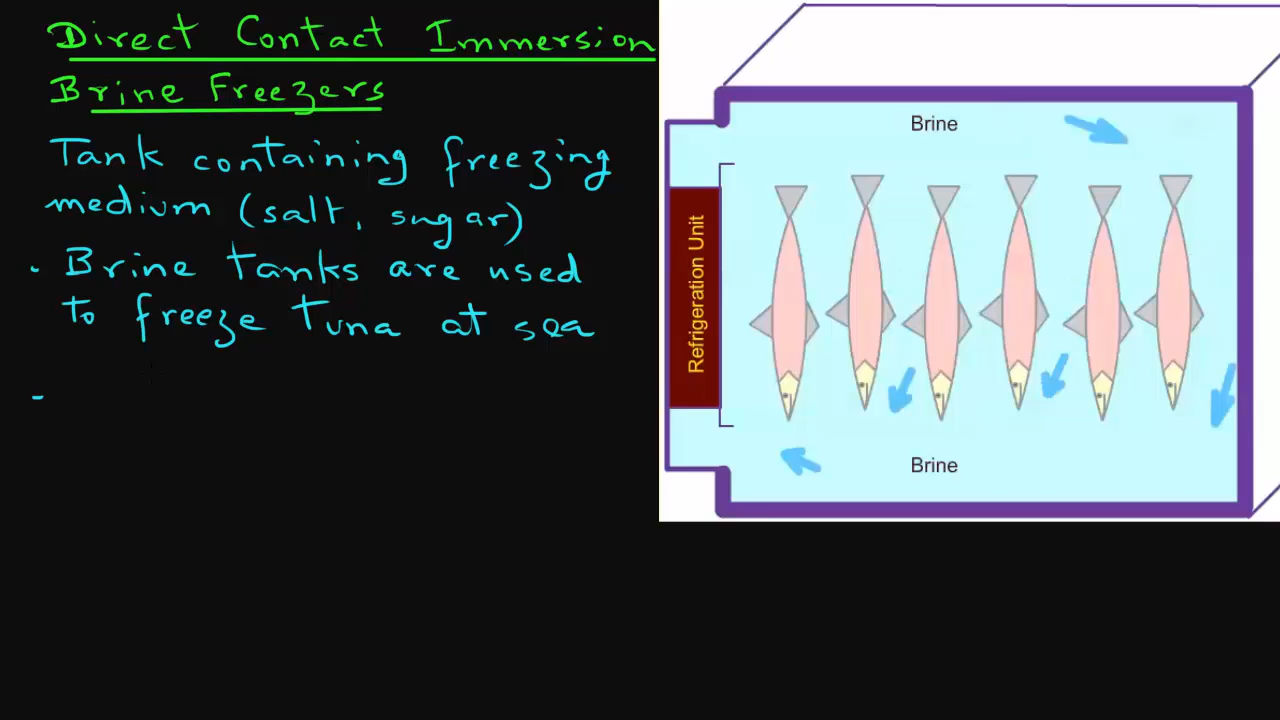 Direct Contact Immersion
Brine Freezers
Tank containing freezing
medium (salt, sugar)
. Brine tanks are used
to freeze Tuna at sea
-
Brine
Refrigeration Unit
Brine